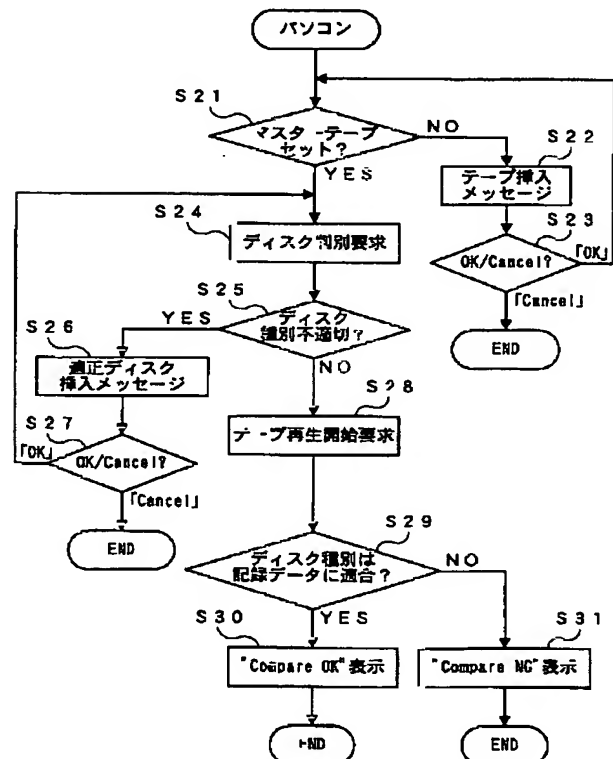 パソコン
S21
マスターテープ
セット?
NO
YES
S22
テープ挿入
メッセージ
S23
OK/Cancel?
「OK」
「Cancel」
END
S24
ディスク判別要求
S25
ディスク
種別不適切?
YES
NO
S26
適正ディスク
挿入メッセージ
S27
「OK」
OK/Cancel?
「Cancel」
END
S28
テープ再生開始要求
S29
ディスク種別は
記録データに適合?
NO
YES
S30
"Compare OK"表示
END
S31
"Compare NG"表示
END